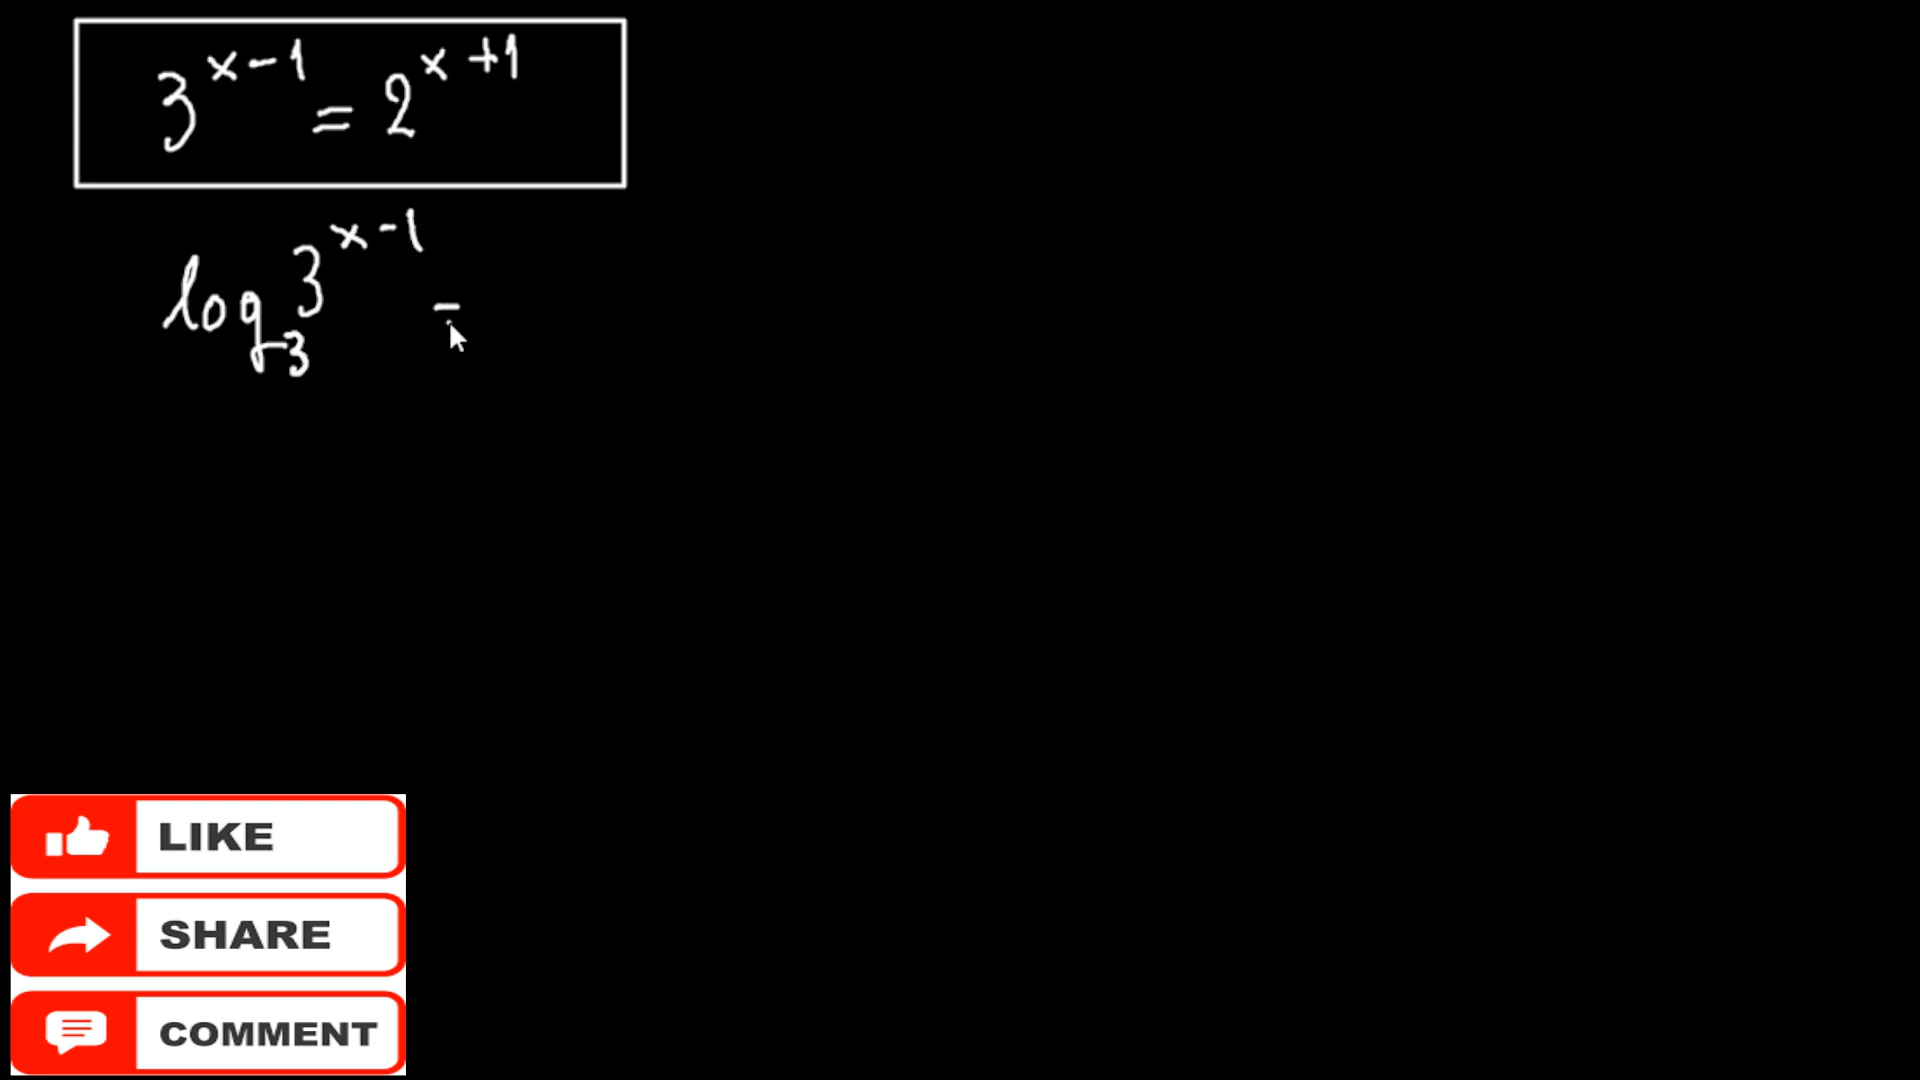 3^{x-1} = 2^{x+1}
log_3 3^{x-1} =
LIKE
SHARE
COMMENT